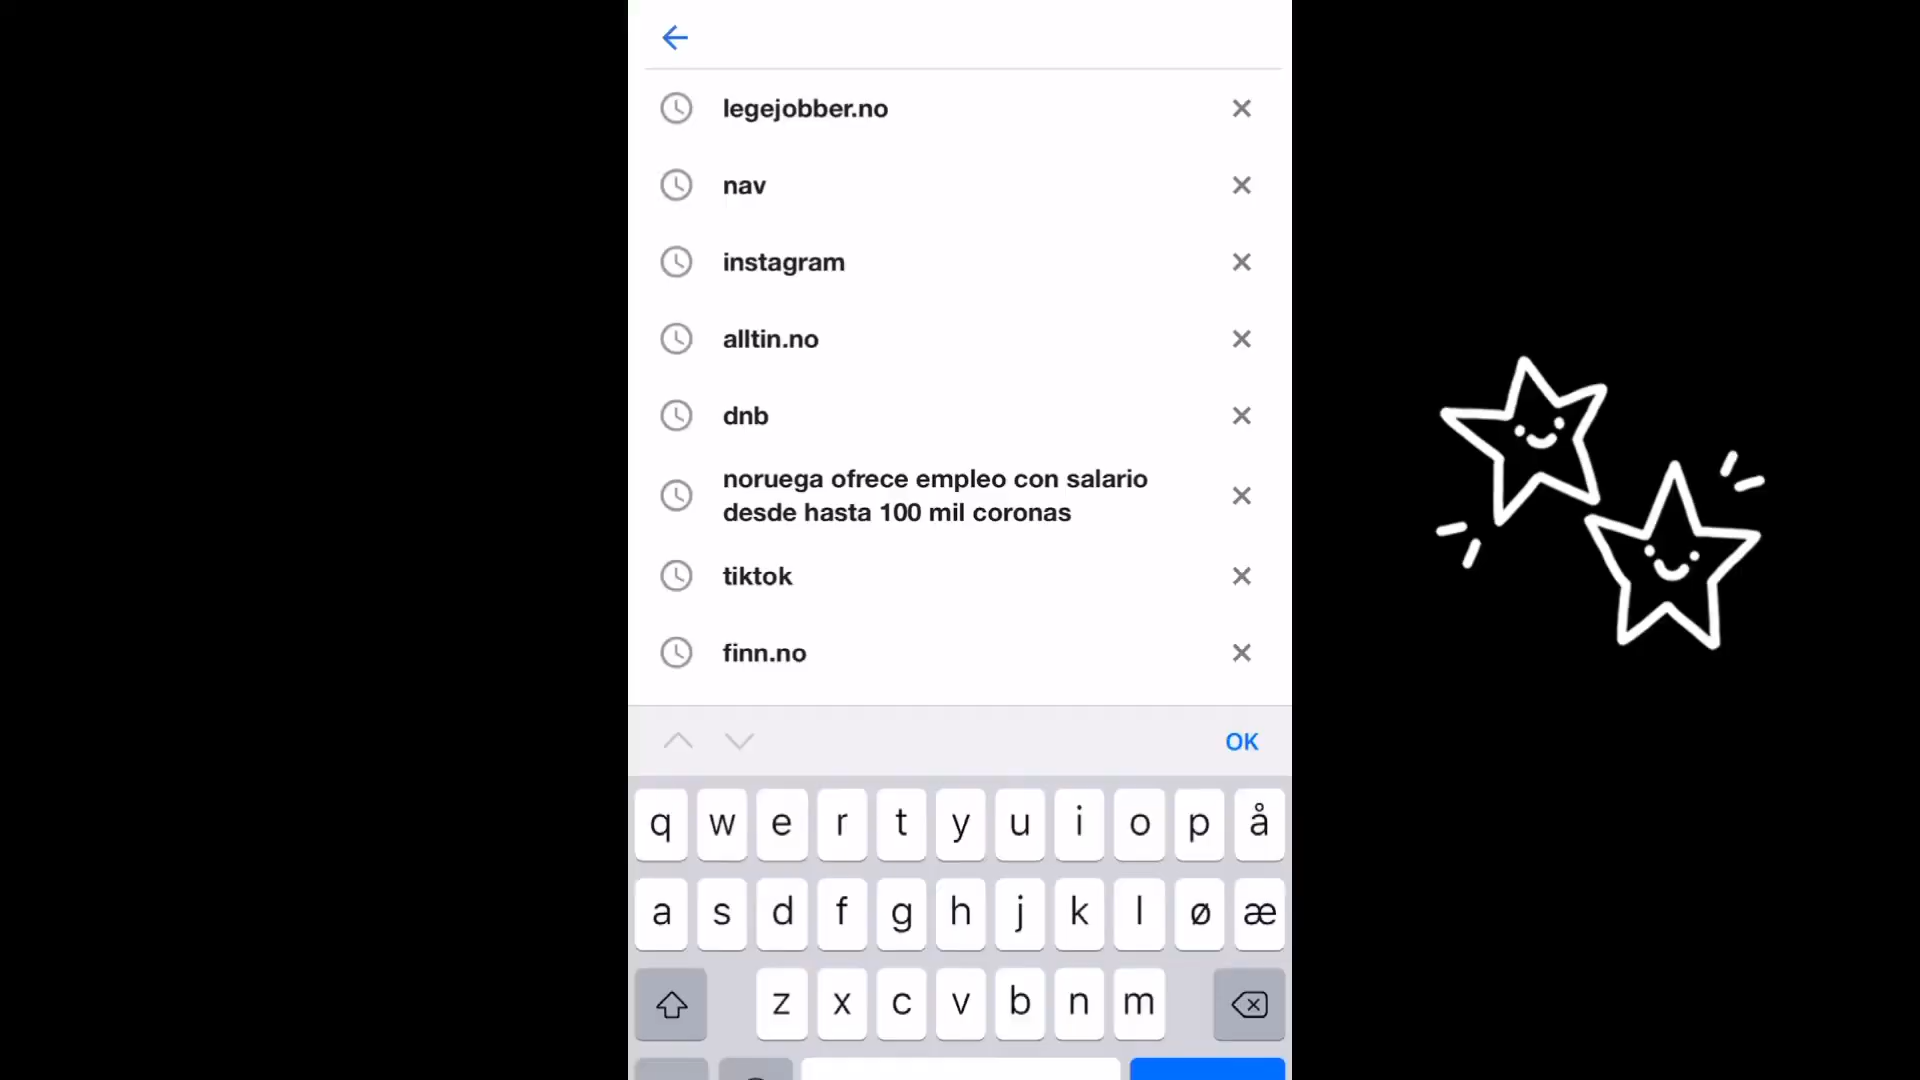 legejobber.no
nav
instagram
alltin.no
dnb
noruega ofrece empleo con salario
desde hasta 100 mil coronas
tiktok
finn.no
OK
q w e r t y u i o p å
a s d f g h j k l ø æ
z x c v b n m